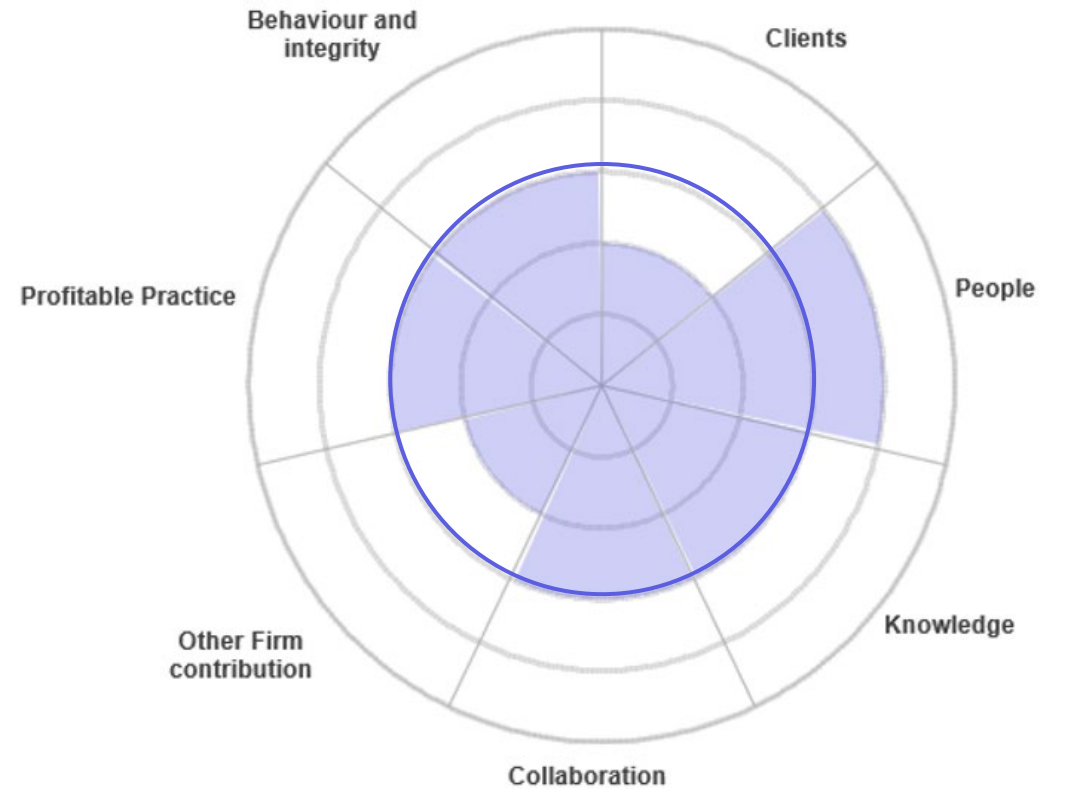 Behaviour and
integrity
Clients
People
Profitable Practice
Knowledge
Other Firm
contribution
Collaboration